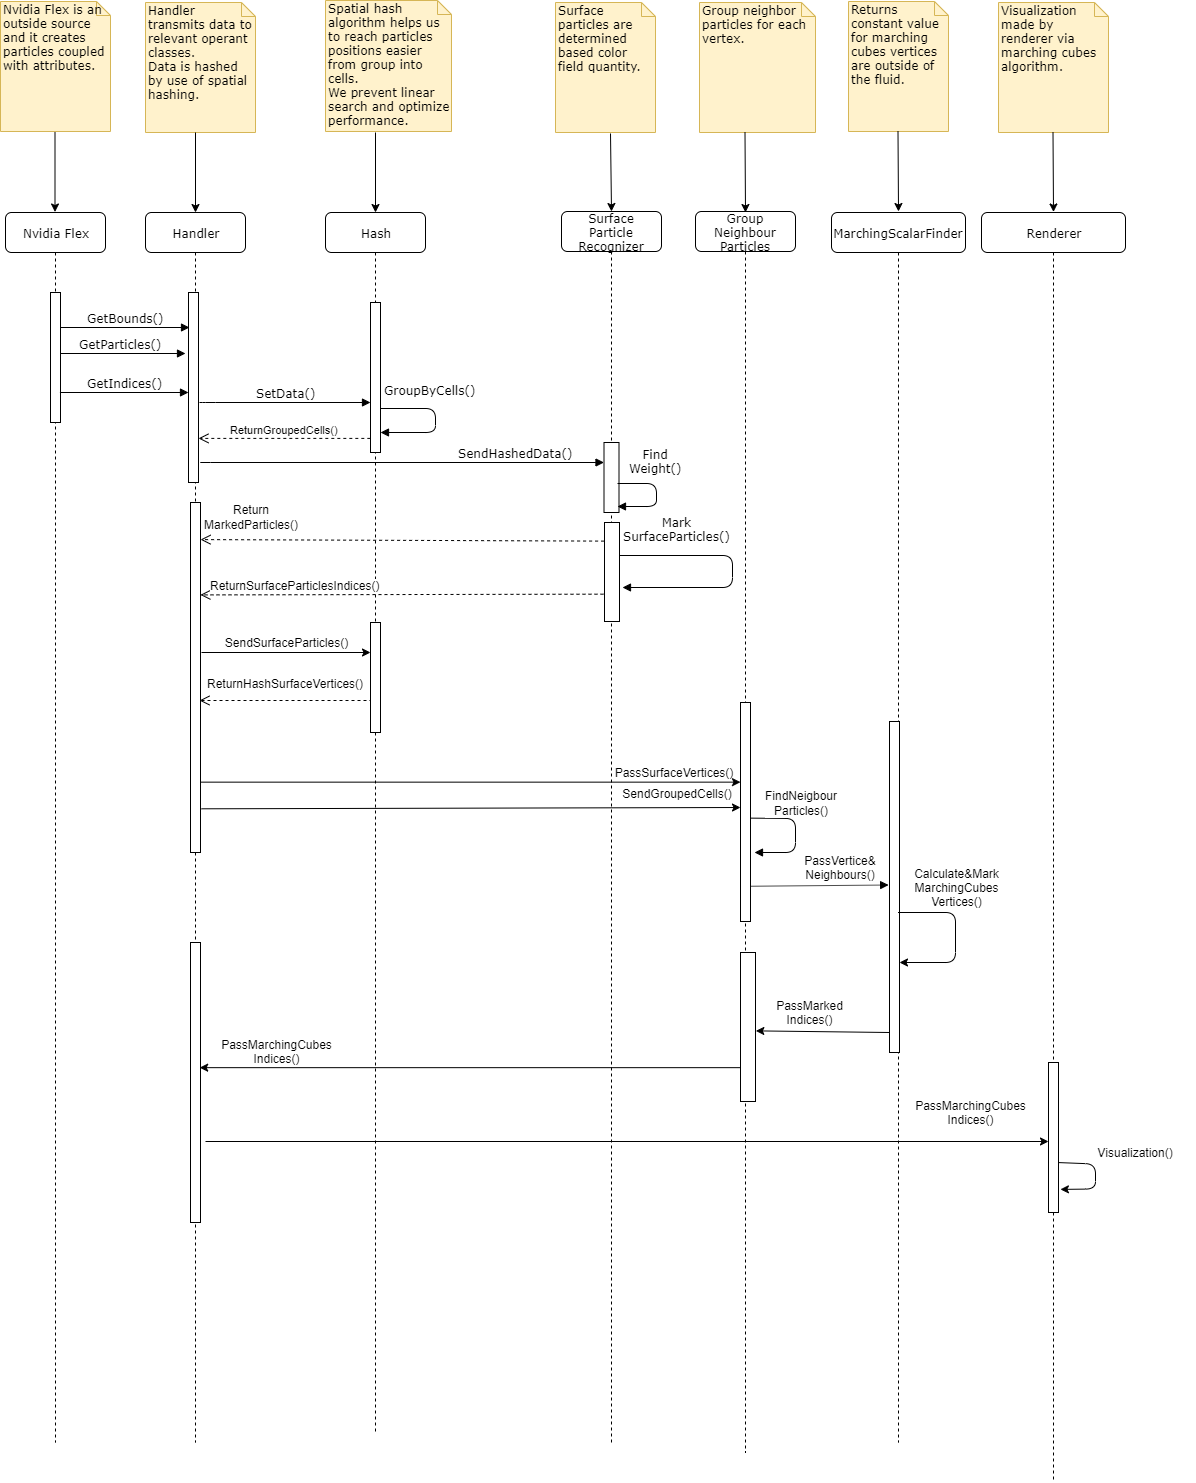 Nvidia Flex is an
outside source
and it creates
particles coupled
with attributes.
Handler
transmits data to
relevant operant
classes.
Data is hashed
by use of spatial
hashing.
Spatial hash
algorithm helps us
to reach particles
positions easier
from group into
cells.
We prevent linear
search and optimize
performance.
Surface
particles are
determined
based color
field quantity.
Group neighbor
particles for each
vertex.
Returns
constant value
for marching
cubes vertices
are outside of
the fluid.
Visualization
made by
renderer via
marching cubes
algorithm.
Nvidia Flex
Handler
Hash
Surface
Particle
Recognizer
Group
Neighbour
Particles
MarchingScalarFinder
Renderer
GetBounds()
GetParticles()
GetIndices()
SetData()
GroupByCells()
ReturnGroupedCells()
SendHashedData()
Find
Weight()
Return
MarkedParticles()
Mark
SurfaceParticles()
ReturnSurfaceParticlesIndices()
SendSurfaceParticles()
ReturnHashSurfaceVertices()
PassSurfaceVertices()
SendGroupedCells()
FindNeigbour
Particles()
PassVertice&
Neighbours()
Calculate&Mark
MarchingCubes
Vertices()
PassMarked
Indices()
PassMarchingCubes
Indices()
PassMarchingCubes
Indices()
Visualization()